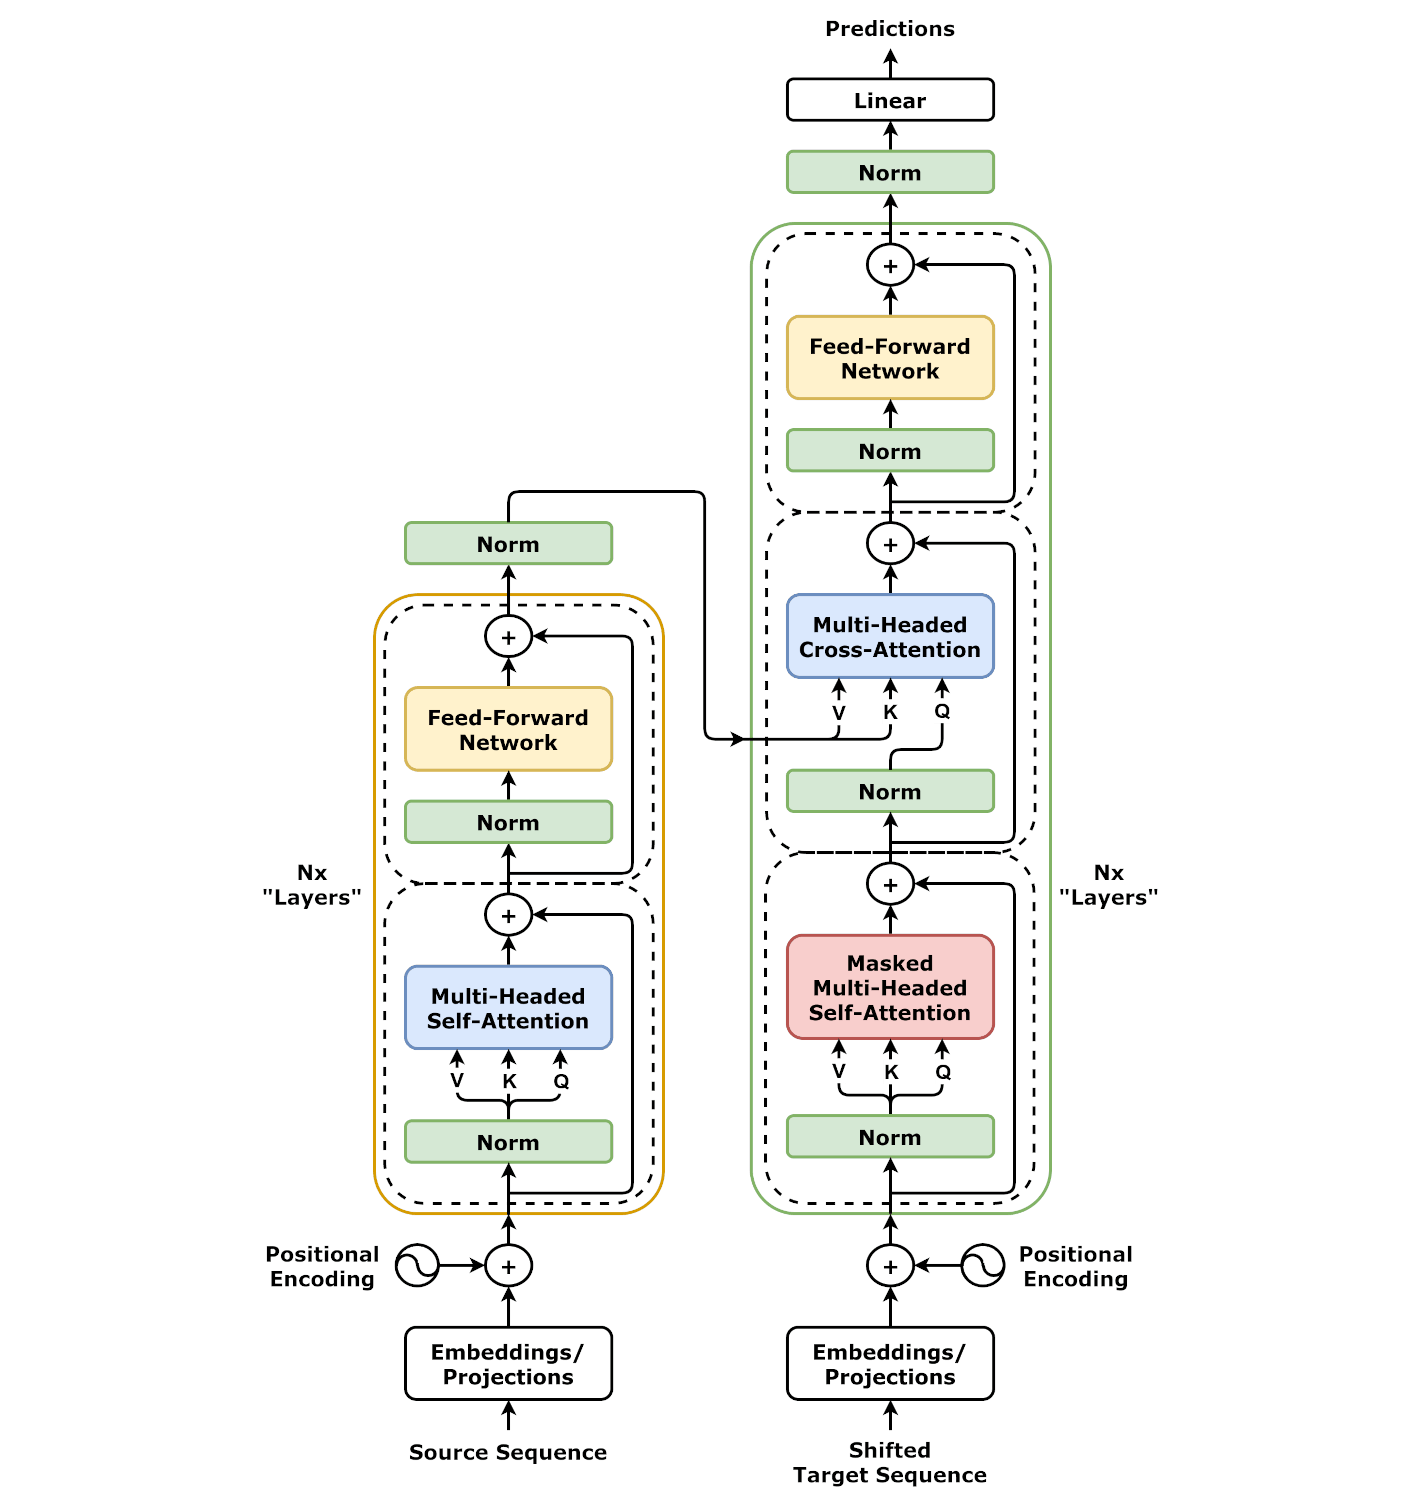 Predictions
Linear
Norm
+
Feed-Forward
Network
Norm
+
Multi-Headed
Cross-Attention
V K Q
Norm
+
Masked
Multi-Headed
Self-Attention
V K Q
Norm
Nx
"Layers"
+
Positional
Encoding
Embeddings/
Projections
Shifted
Target Sequence
Norm
+
Feed-Forward
Network
Norm
Nx
"Layers"
+
Multi-Headed
Self-Attention
V K Q
Norm
Positional
Encoding
+
Embeddings/
Projections
Source Sequence